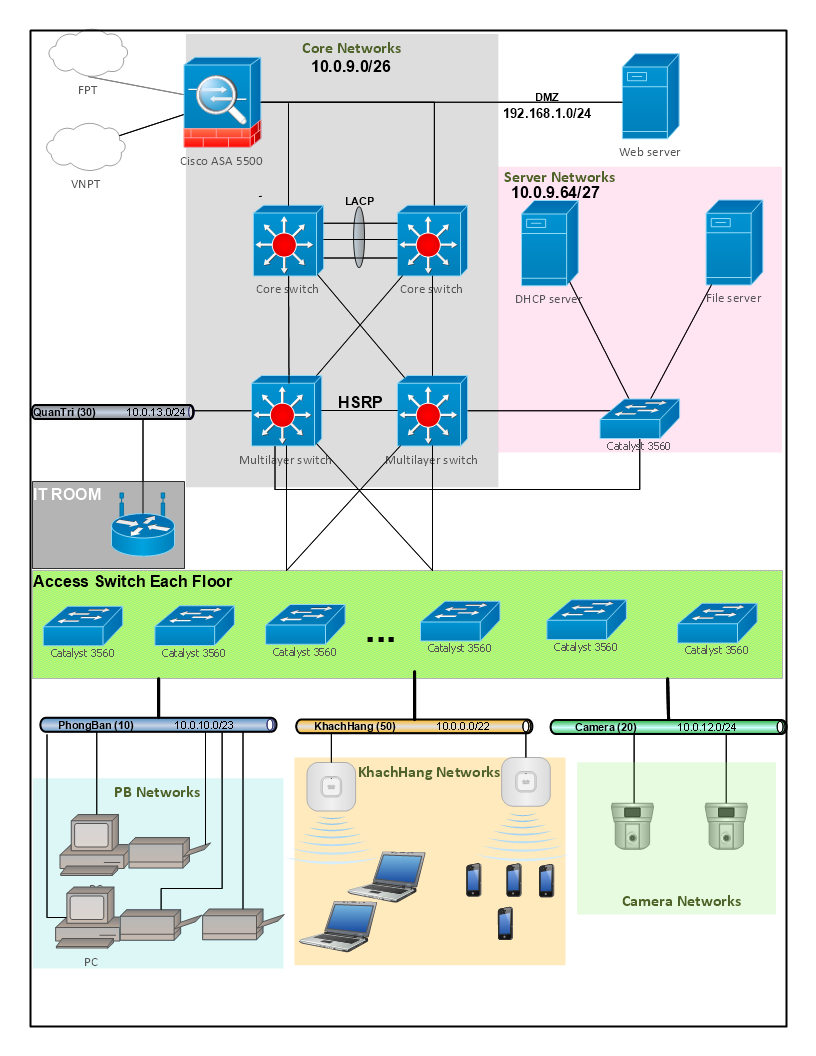 Core Networks
10.0.9.0/26
FPT
DMZ
192.168.1.0/24
Cisco ASA 5500
Web server
VNPT
Server Networks
10.0.9.64/27
-
LACP
Core switch
Core switch
DHCP server
File server
HSRP
QuanTri (30) 10.0.13.0/24
Catalyst 3560
Multilayer switch
Multilayer switch
IT ROOM
Access Switch Each Floor
...
Catalyst 3560
Catalyst 3560
Catalyst 3560
Catalyst 3560
Catalyst 3560
Catalyst 3560
PhongBan (10) 10.0.10.0/23
KhachHang (50) 10.0.0.0/22
Camera (20) 10.0.12.0/24
KhachHang Networks
PB Networks
Camera Networks
PC